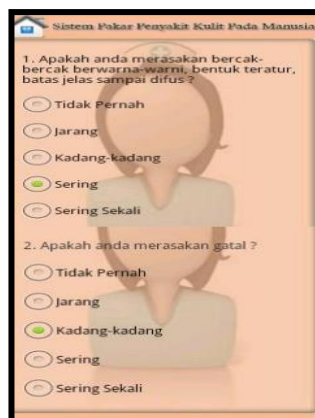 Sistem Pakar Penyakit Kulit Pada Manusia
1. Apakah anda merasakan bercak-
bercak berwarna-warni, bentuk teratur,
batas jelas sampai difus ?
Tidak Pernah
Jarang
Kadang-kadang
Sering
Sering Sekali
2. Apakah anda merasakan gatal ?
Tidak Pernah
Jarang
Kadang-kadang
Sering
Sering Sekali